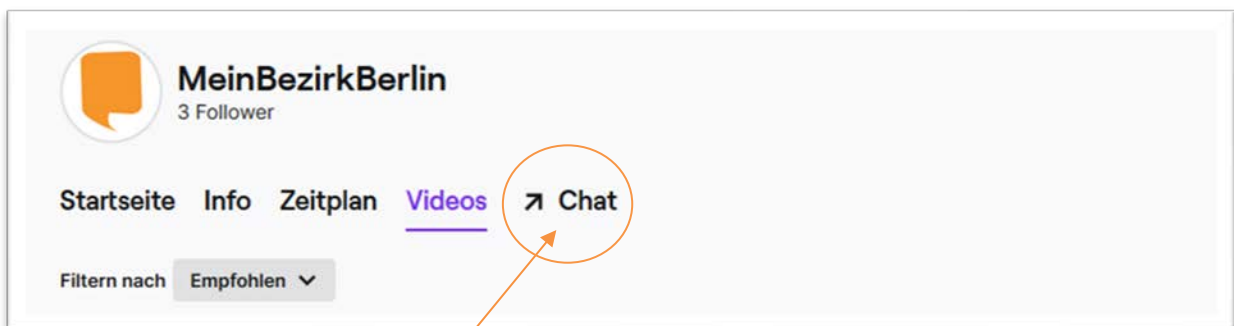 MeinBezirkBerlin
3 Follower
Startseite Info Zeitplan Videos Chat
Filtern nach Empfohlen